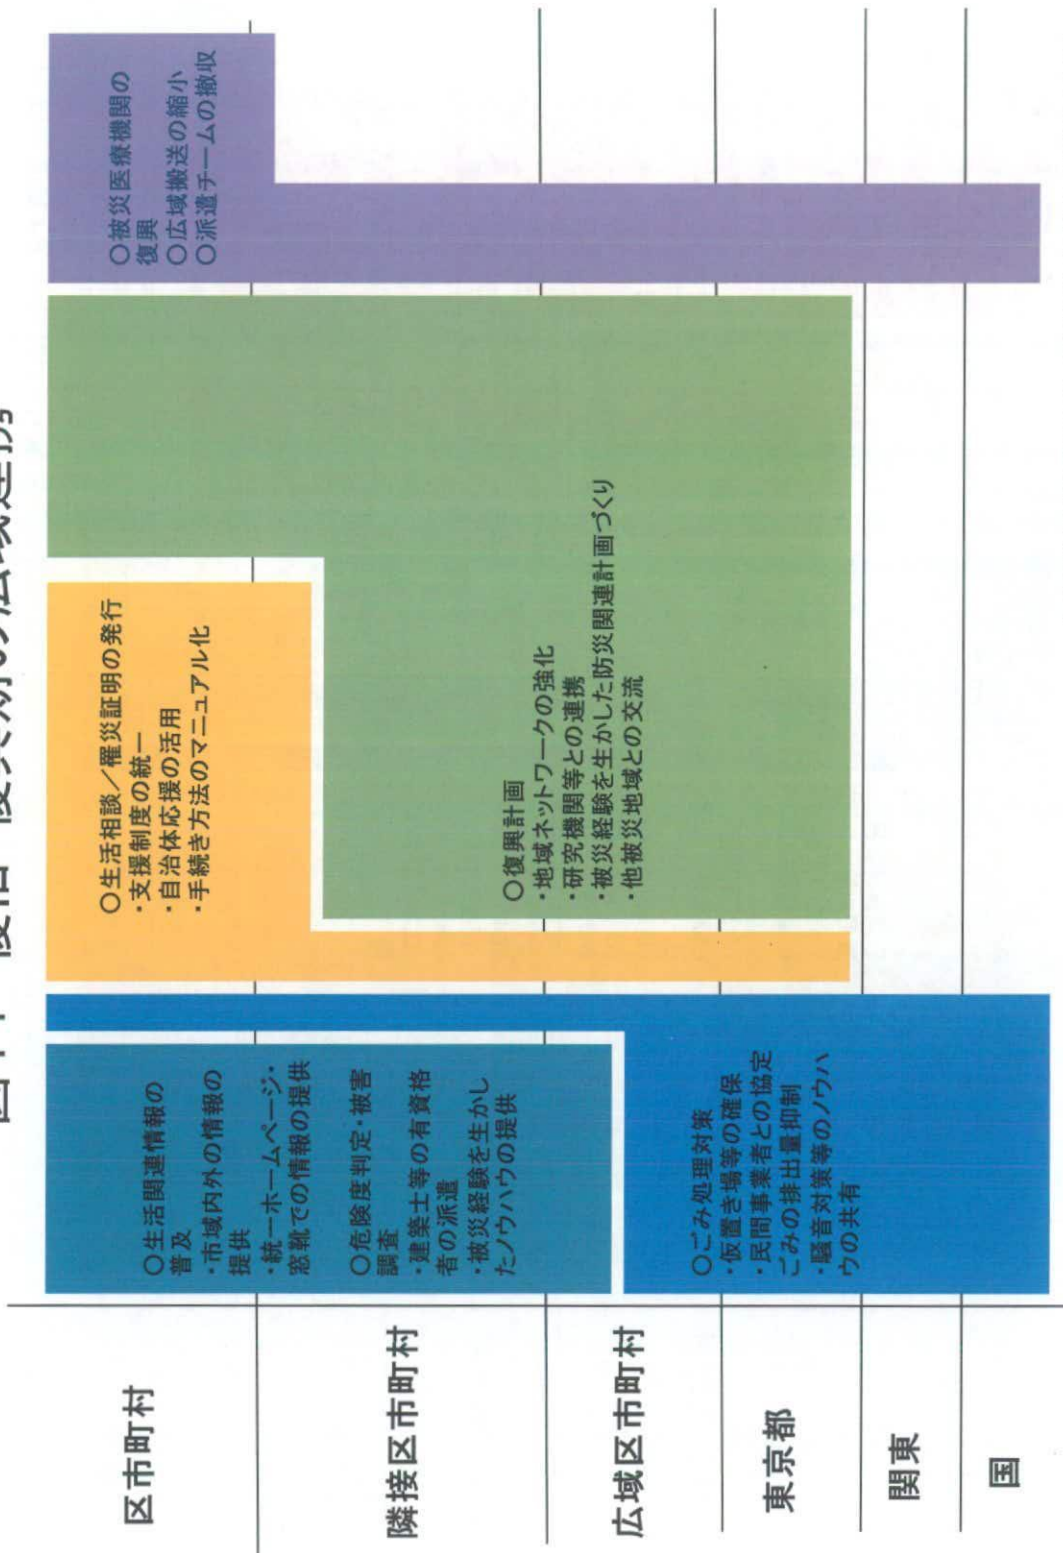 区市町村
隣接区市町村
広域区市町村
東京都
関東
国
〇生活関連情報の
普及
・市域内外の情報の
提供
・統一ホームページ・
窓靴での情報の提供
〇危険度判定・被害
調査
・建築士等の有資格
者の派遣
・被災経験を生かし
たノウハウの提供
〇ごみ処理対策
・仮置き場等の確保
・民間事業者との協定
ごみの排出量抑制
・騒音対策等のノウハ
ウの共有
〇生活相談／罹災証明の発行
・支援制度の統一
・自治体応援の活用
・手続き方法のマニュアル化
〇復興計画
・地域ネットワークの強化
・研究機関等との連携
・被災経験を生かした防災関連計画づくり
・他被災地域との交流
〇被災医療機関の
復興
〇広域搬送の縮小
〇派遣チームの撤収